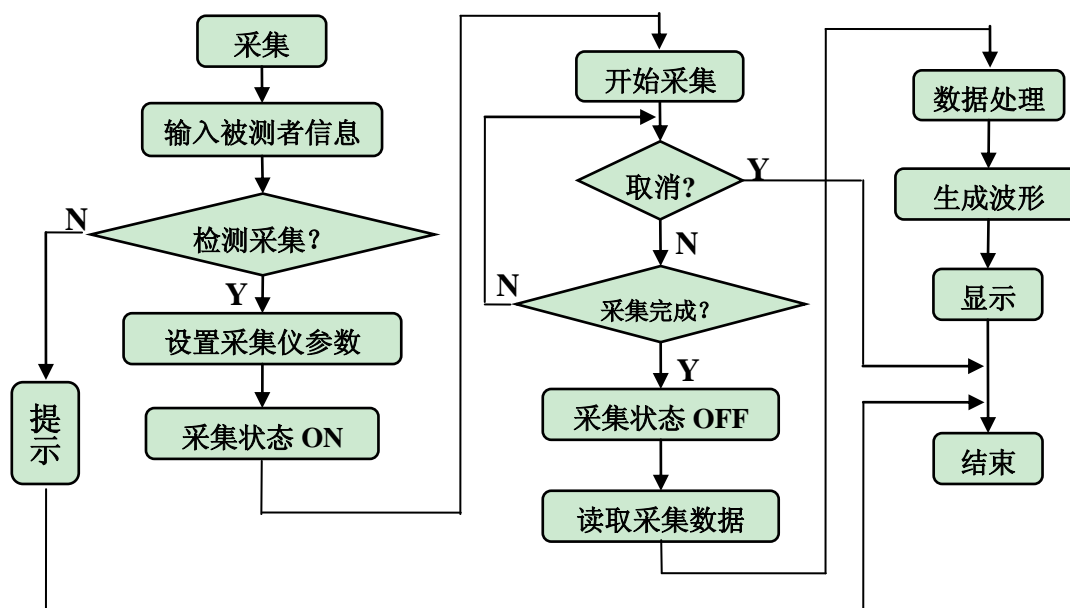 采集
输入被测者信息
检测采集？
N
Y
设置采集仪参数
提示
采集状态 ON
开始采集
取消?
Y
N
采集完成？
N
Y
采集状态 OFF
读取采集数据
数据处理
生成波形
显示
结束